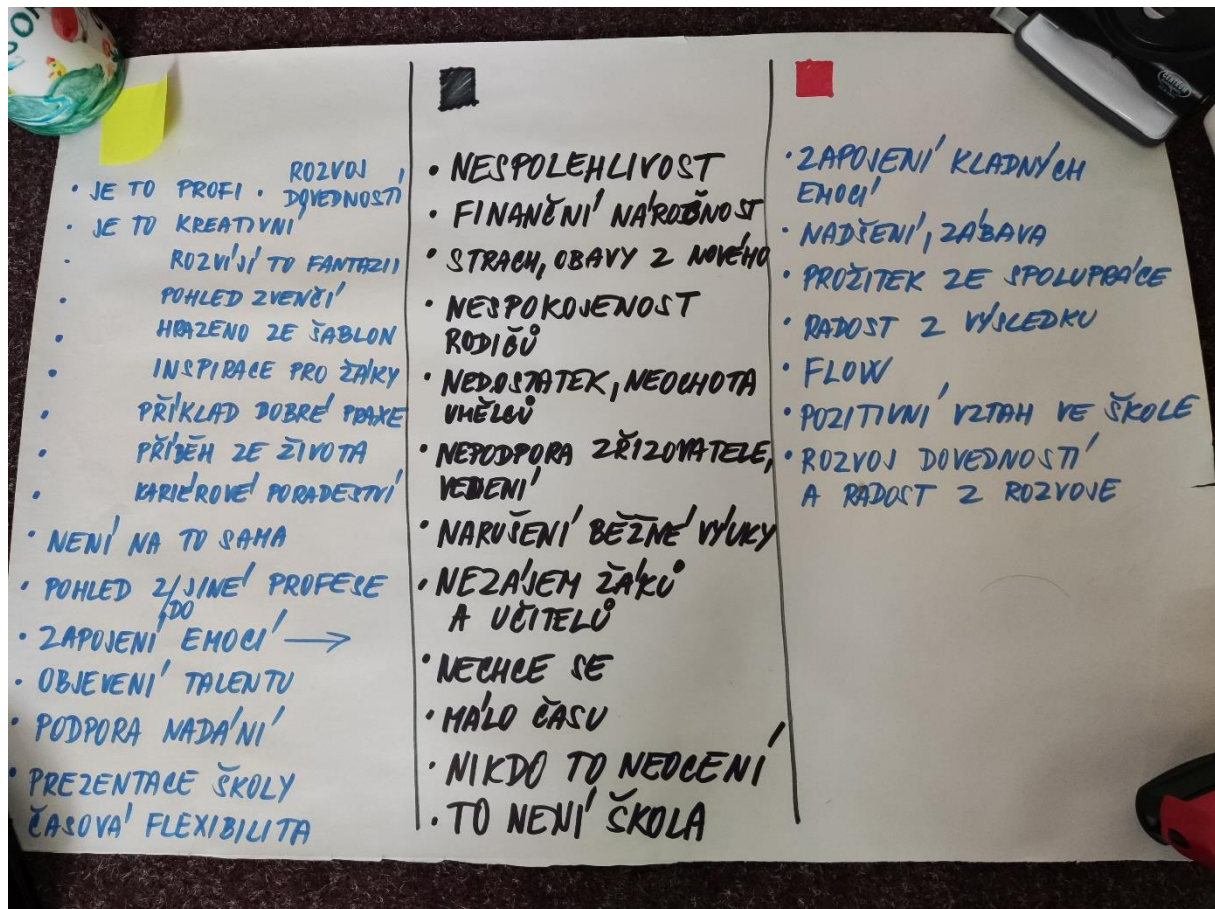 • JE TO PROFI • ROZVOJ DOVEDNOSTÍ
• JE TO KREATIVNÍ
• ROZVÍJÍ TO FANTAZII
• POHLED ZVENČÍ
• HRAZENO ZE ŠABLON
• INSPIRACE PRO ŽÁKY
• PŘÍKLAD DOBRÉ PRAXE
• PŘÍBĚH ZE ŽIVOTA
• KARIÉROVÉ PORADESTVÍ
• NENÍ NA TO SAMA
• POHLED Z/DO JINÉ PROFESE
• ZAPOJENÍ EMOCÍ →
• OBJEVENÍ TALENTU
• PODPORA NADÁNÍ
• PREZENTACE ŠKOLY
ČASOVÁ FLEXIBILITA
• NESPOLEHLIVOST
• FINANČNÍ NÁROČNOST
• STRACH, OBAVY Z NOVÉHO
• NESPOKOJENOST
RODIČŮ
• NEDOSTATEK, NEOCHOTA
UMĚLCŮ
• NEPODPORA ZŘIZOVATELE,
VEDENÍ
• NARUŠENÍ BĚŽNÉ VÝUKY
• NEZÁJEM ŽÁKŮ
A UČITELŮ
• NECHCE SE
• MÁLO ČASU
• NIKDO TO NEOCENÍ
• TO NENÍ ŠKOLA
• ZAPOJENÍ KLADNÝCH
EMOCÍ
• NADŠENÍ, ZÁBAVA
• PROŽITEK ZE SPOLUPRÁCE
• RADOST Z VÝSLEDKU
• FLOW
• POZITIVNÍ VZTAH VE ŠKOLE
• ROZVOJ DOVEDNOSTÍ
A RADOST Z ROZVOJE